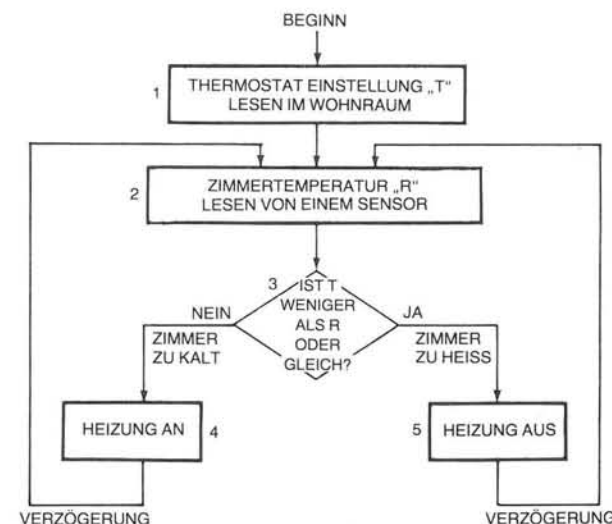 BEGINN
1
THERMOSTAT EINSTELLUNG „T“
LESEN IM WOHNRAUM
2
ZIMMERTEMPERATUR „R“
LESEN VON EINEM SENSOR
3
IST T
WENIGER
ALS R
ODER
GLEICH?
NEIN
ZIMMER
ZU KALT
JA
ZIMMER
ZU HEISS
HEIZUNG AN
4
5
HEIZUNG AUS
VERZÖGERUNG
VERZÖGERUNG